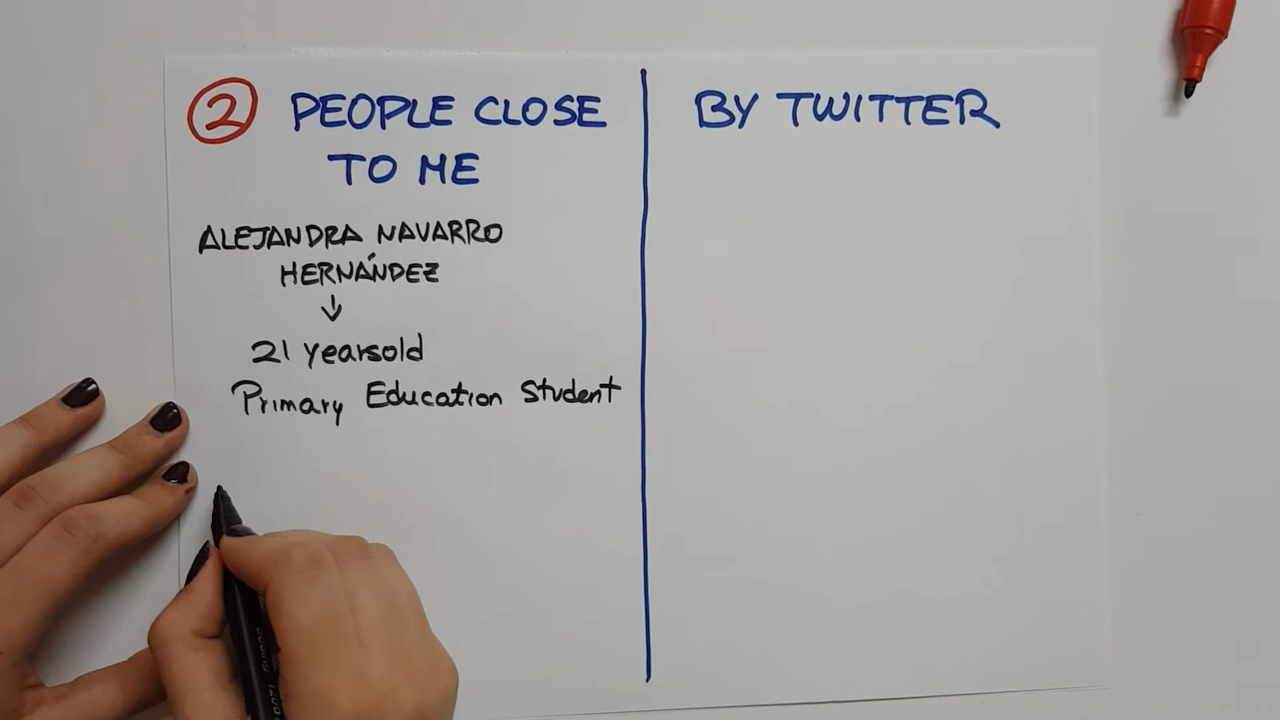 2 PEOPLE CLOSE
TO ME
ALEJANDRA NAVARRO
HERNÁNDEZ
↓
21 yearsold
Primary Education Student
BY TWITTER